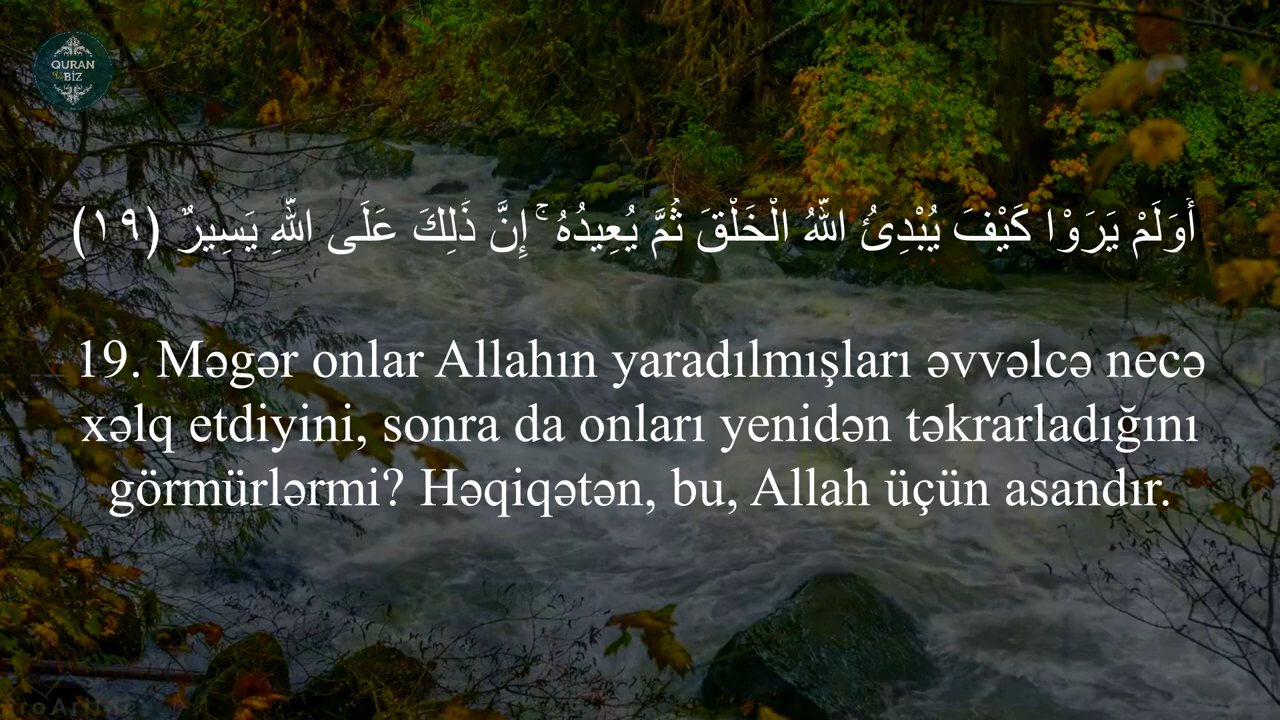 QURAN
Və
BİZ
أَوَلَمْ يَرَوْا كَيْفَ يُبْدِئُ اللَّهُ الْخَلْقَ ثُمَّ يُعِيدُهُ ۚ إِنَّ ذَلِكَ عَلَى اللَّهِ يَسِيرٌ (١٩)
19. Məgər onlar Allahın yaradılmışları əvvəlcə necə
xəlq etdiyini, sonra da onları yenidən təkrarladığını
görmürlərmi? Həqiqətən, bu, Allah üçün asandır.